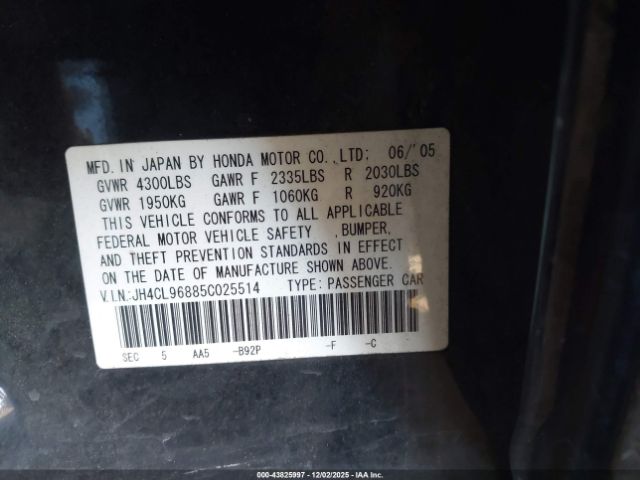 MFD. IN JAPAN BY HONDA MOTOR CO., LTD: 06/'05
GVWR 4300LBS GAWR F 2335LBS R 2030LBS
GVWR 1950KG GAWR F 1060KG R 920KG
THIS VEHICLE CONFORMS TO ALL APPLICABLE
FEDERAL MOTOR VEHICLE SAFETY , BUMPER,
AND THEFT PREVENTION STANDARDS IN EFFECT
ON THE DATE OF MANUFACTURE SHOWN ABOVE.
V.I.N.:JH4CL96885C025514 TYPE: PASSENGER CAR
SEC 5 AA5 -B92P -F -C
000-43825997 - 12/02/2025 - IAA Inc.